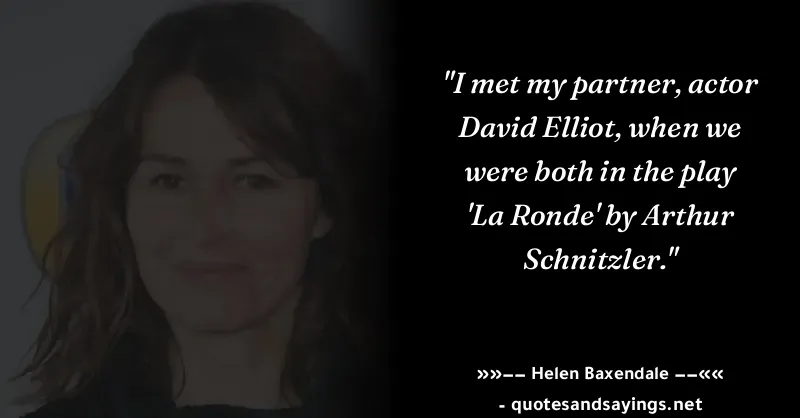 "I met my partner, actor
David Elliot, when we
were both in the play
'La Ronde' by Arthur
Schnitzler."
»»−− Helen Baxendale −−««
- quotesandsayings.net